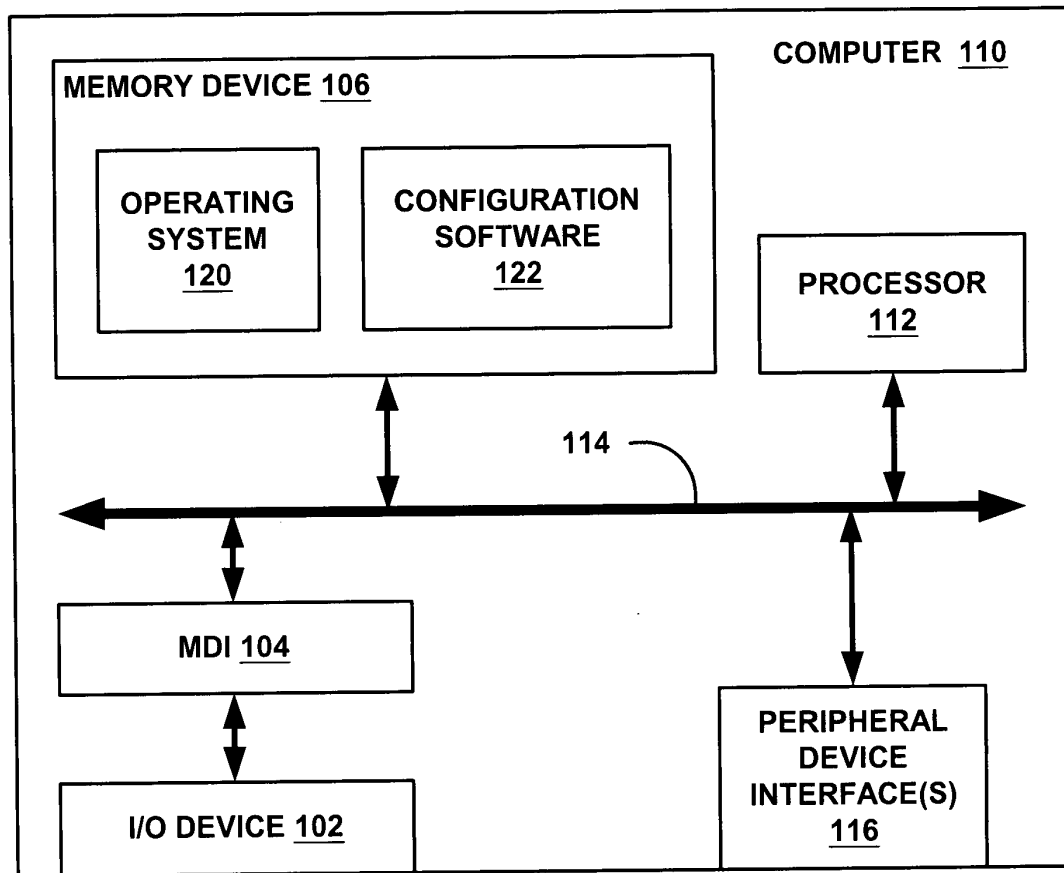 COMPUTER 110
MEMORY DEVICE 106
OPERATING
SYSTEM
120
CONFIGURATION
SOFTWARE
122
PROCESSOR
112
114
MDI 104
I/O DEVICE 102
PERIPHERAL
DEVICE
INTERFACE(S)
116